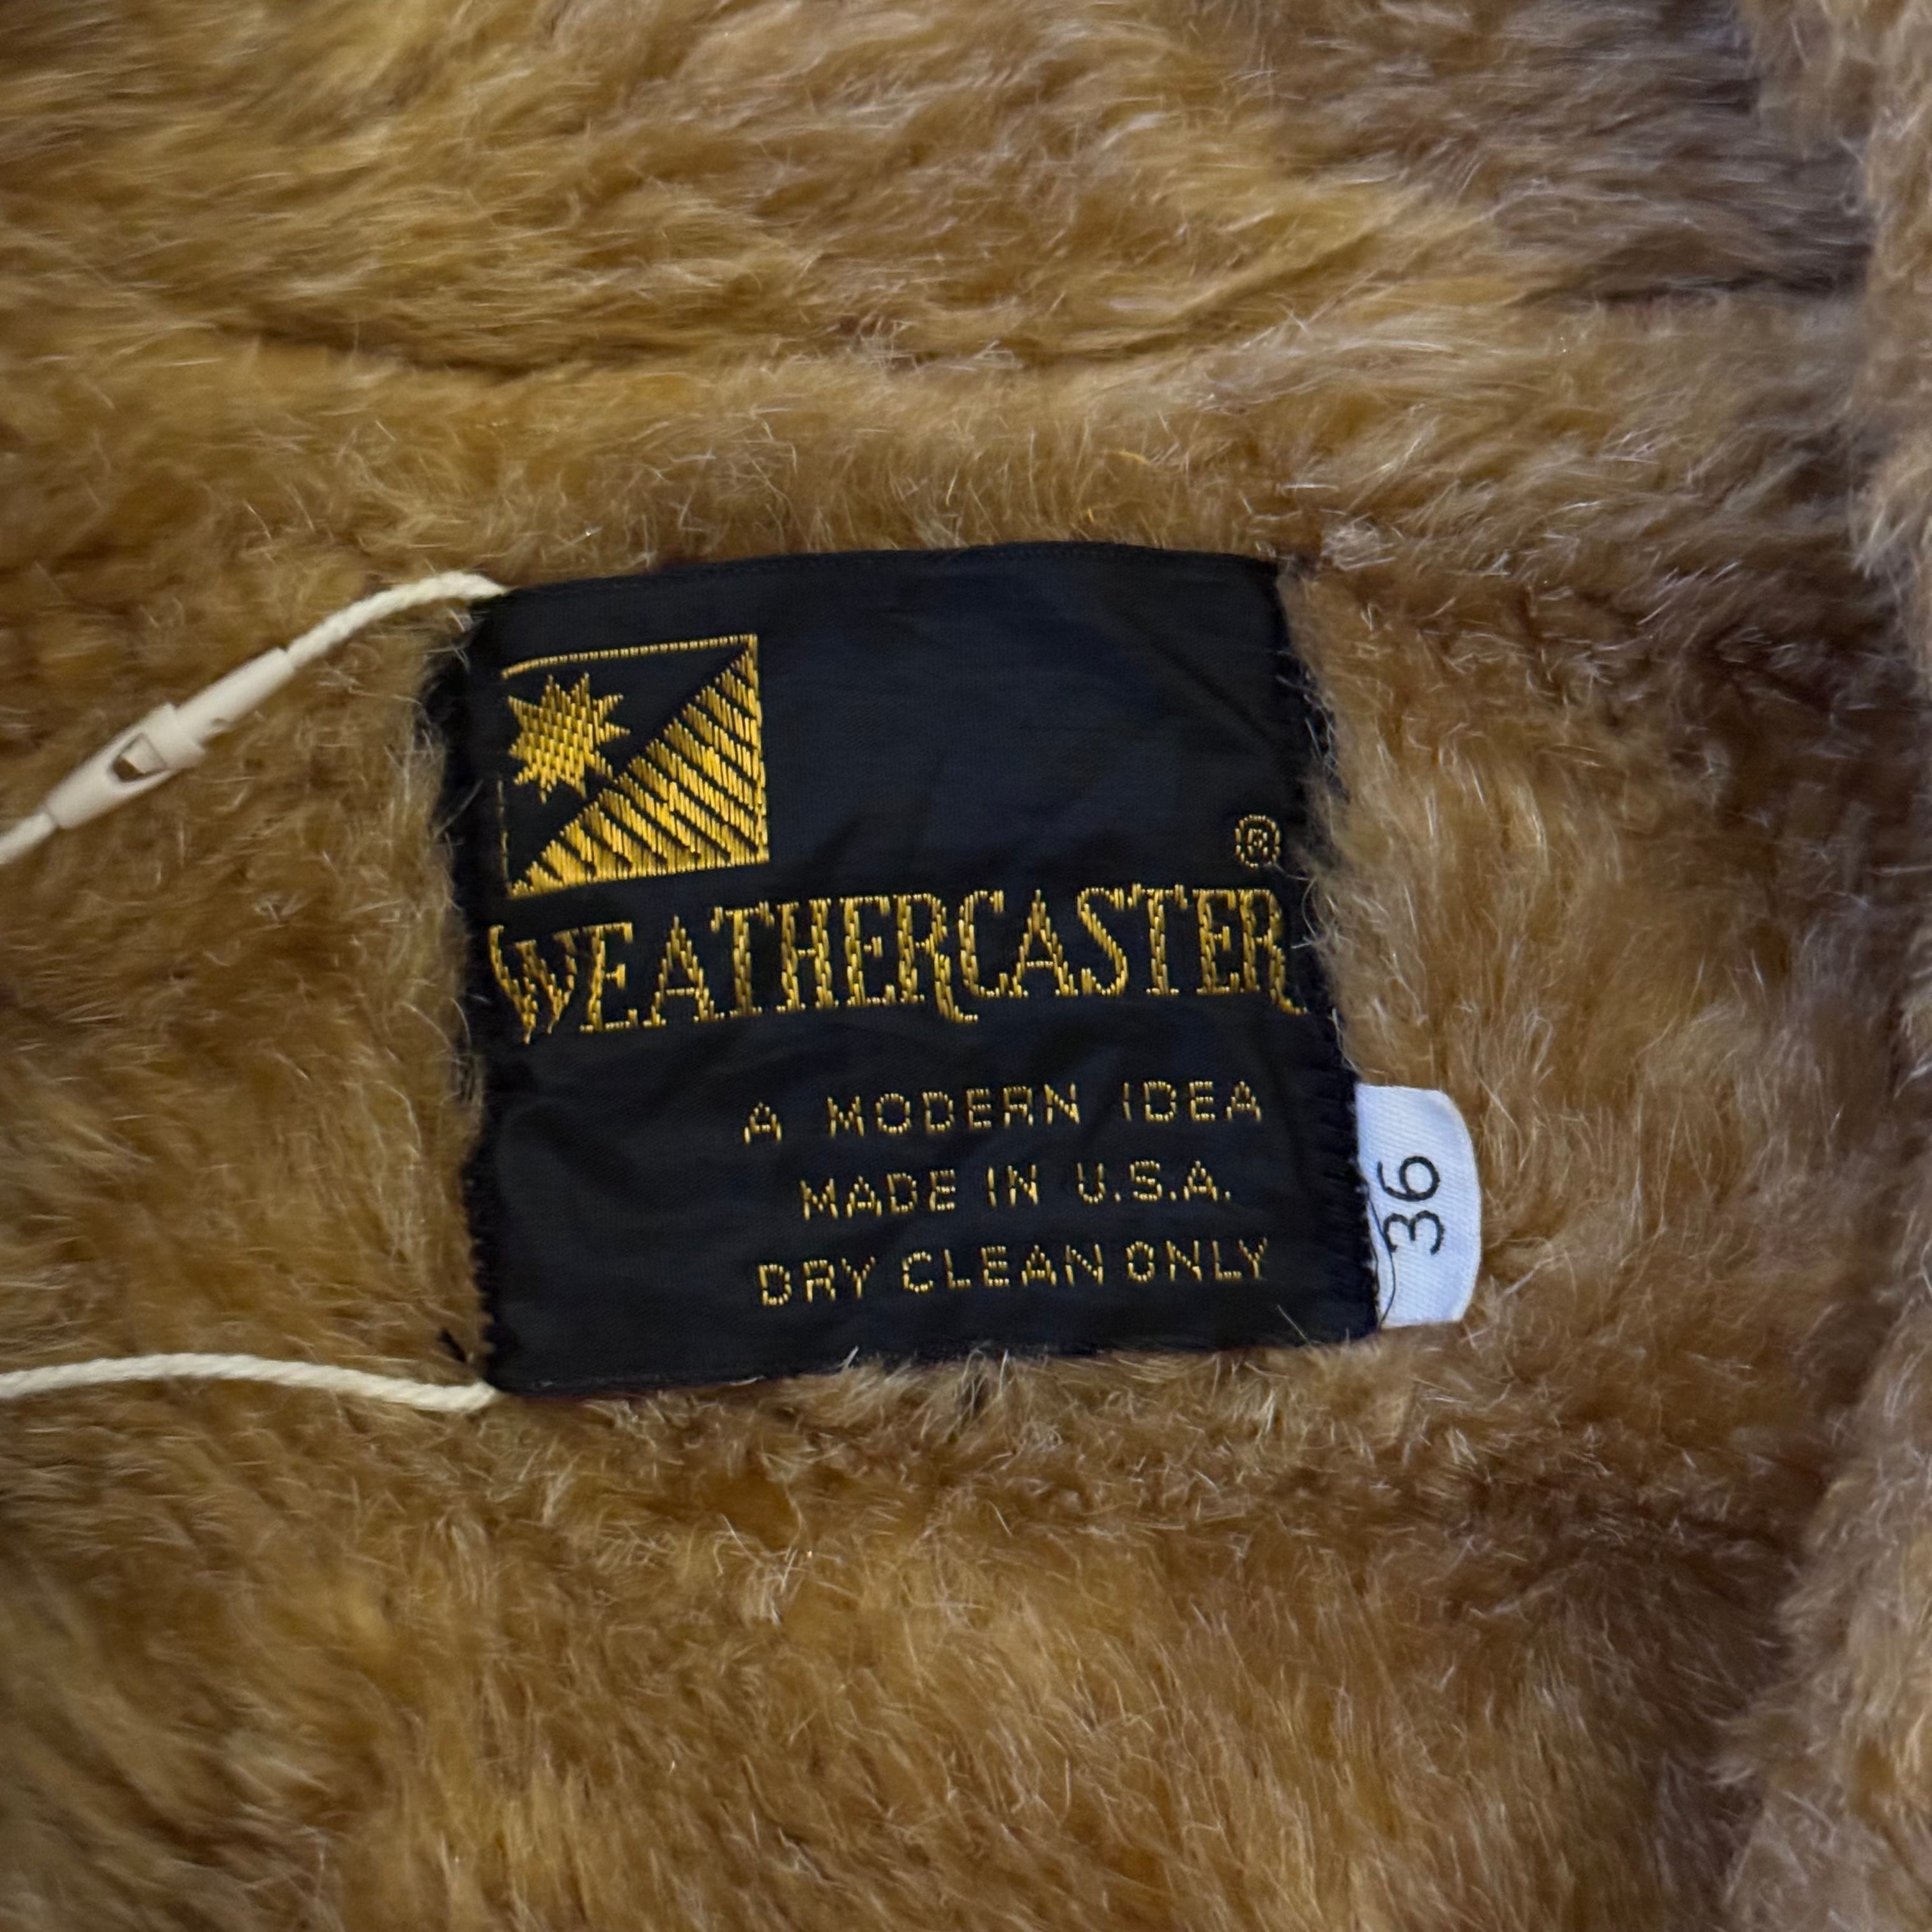 ®
WEATHERCASTER
A MODERN IDEA
MADE IN U.S.A.
DRY CLEAN ONLY
36